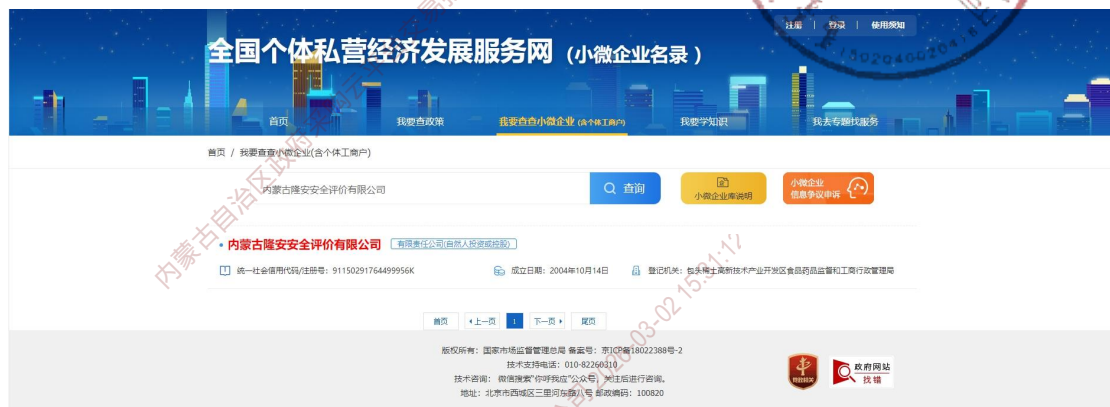 注册 | 登录 | 使用须知
全国个体私营经济发展服务网（小微企业名录）
首页 我要查政策 我要查查小微企业 (含个体工商户) 我要学知识 我去专题找服务
首页 / 我要查查小微企业(含个体工商户)
内蒙古隆安安全评价有限公司 查询 小微企业库说明 小微企业
信息争议申诉
内蒙古隆安安全评价有限公司 有限责任公司(自然人投资或控股)
统一社会信用代码/注册号：91150291764499956K 成立日期：2004年10月14日 登记机关：包头稀土高新技术产业开发区食品药品监督和工商行政管理局
首页 上一页 1 下一页 尾页
版权所有：国家市场监督管理总局 备案号：京ICP备18022388号-2
技术支持电话：010-82260310
技术咨询：微信搜索"你呼我应"公众号，关注后进行咨询。
地址：北京市西城区三里河东路八号 邮政编码：100820
政府网站
找错
内蒙古自治区政府采购
2026-03-02 15:31:12